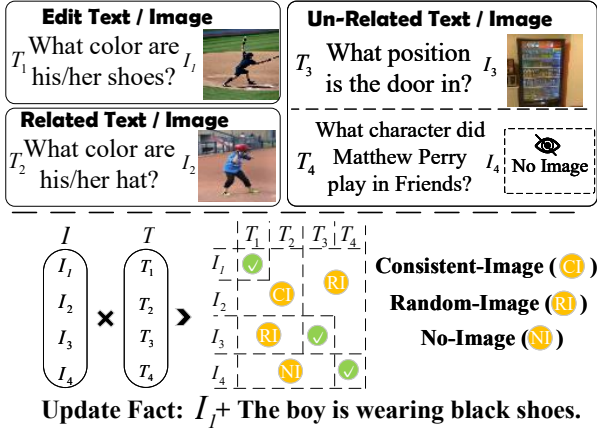 Edit Text / Image
T1 What color are his/her shoes? I1
Related Text / Image
T2 What color are his/her hat? I2
Un-Related Text / Image
T3 What position is the door in? I3
T4 What character did Matthew Perry play in Friends? I4
No Image
I T
I1 T1
I2 T2
I3 T3
I4 T4
T1 T2 T3 T4
I1
RI
I2 CI
I3 RI
I4 NI
Consistent-Image (CI)
Random-Image (RI)
No-Image (NI)
Update Fact: I1+ The boy is wearing black shoes.